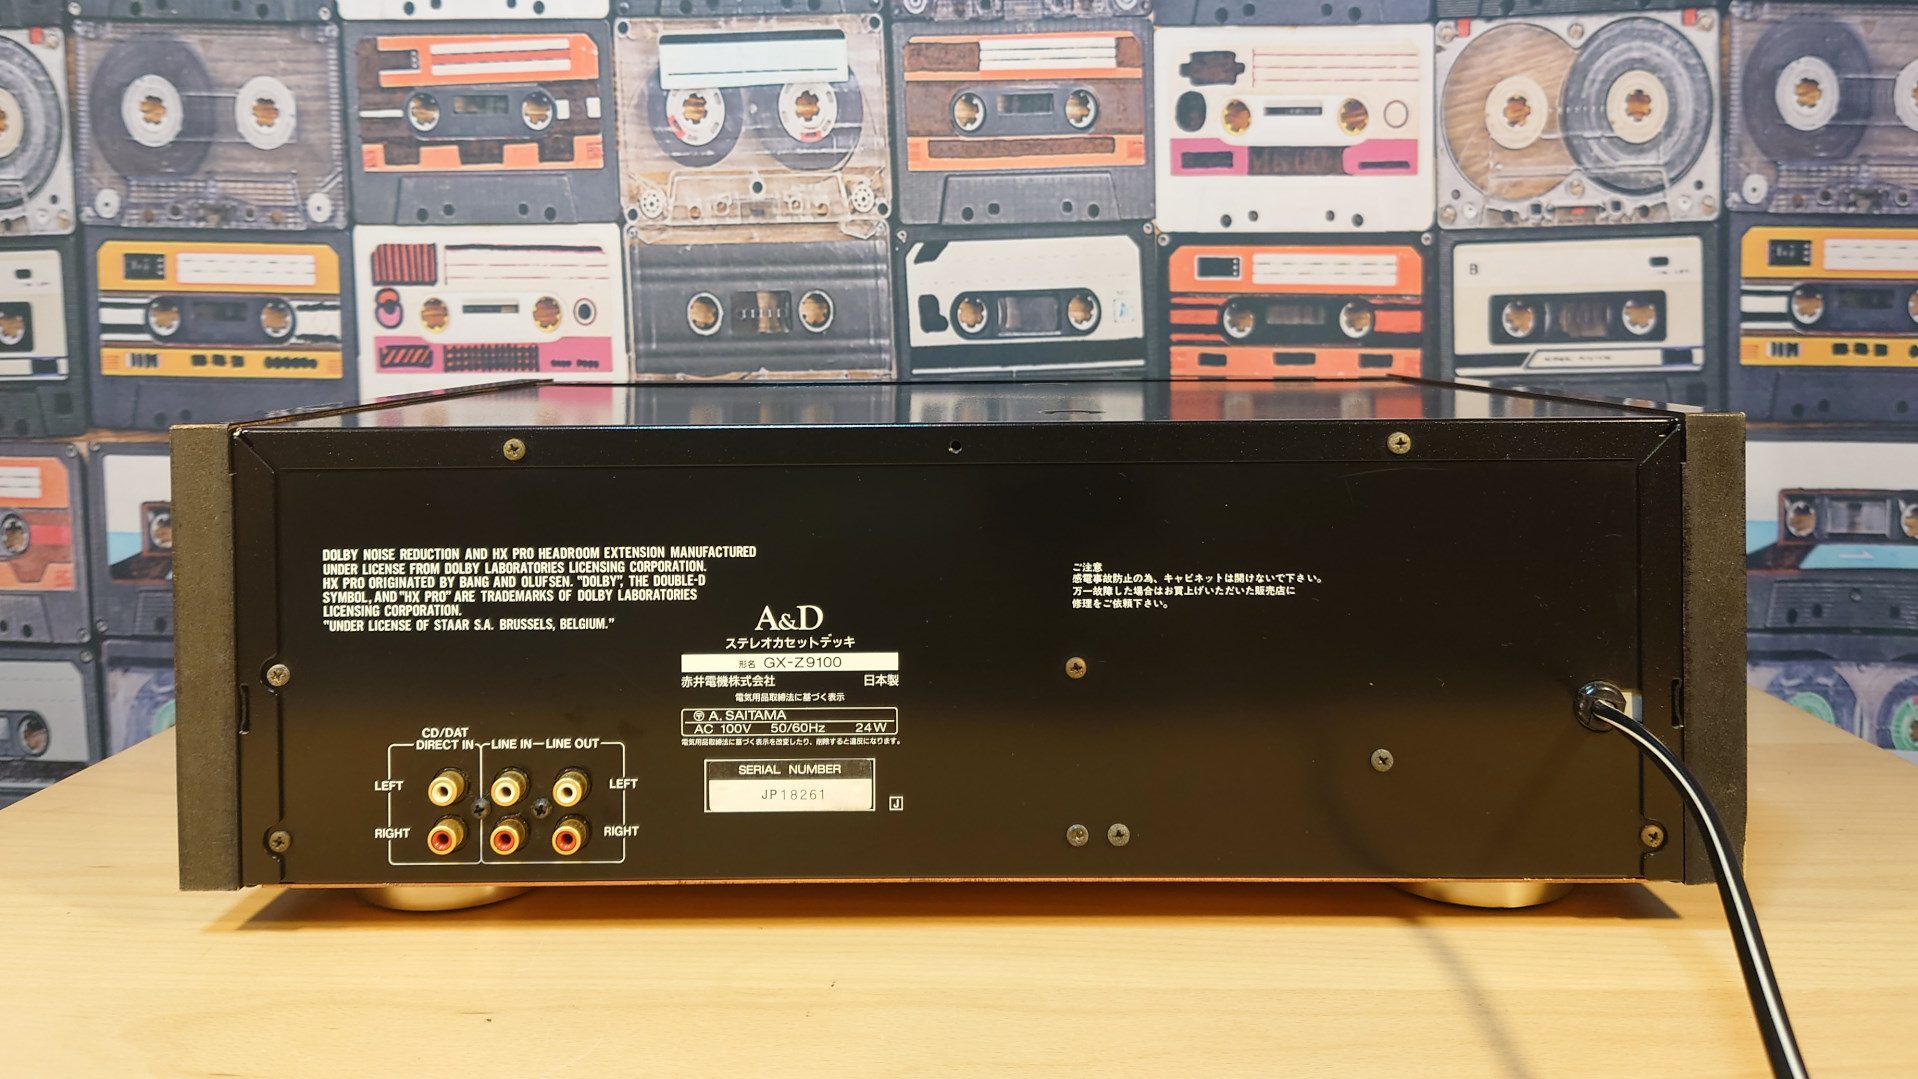 DOLBY NOISE REDUCTION AND HX PRO HEADROOM EXTENSION MANUFACTURED
UNDER LICENSE FROM DOLBY LABORATORIES LICENSING CORPORATION.
HX PRO ORIGINATED BY BANG AND OLUFSEN. "DOLBY", THE DOUBLE-D
SYMBOL, AND "HX PRO" ARE TRADEMARKS OF DOLBY LABORATORIES
LICENSING CORPORATION.
"UNDER LICENSE OF STAAR S.A. BRUSSELS, BELGIUM."
A&D
ステレオカセットデッキ
形名 GX-Z9100
赤井電機株式会社 日本製
電気用品取締法に基づく表示
〒 A. SAITAMA
AC 100V 50/60Hz 24W
電気用品取締法に基づく表示を改変したり、削除すると違反になります。
SERIAL NUMBER
JP18261
J
ご注意
感電事故防止の為、キャビネットは開けないで下さい。
万一故障した場合はお買上げいただいた販売店に
修理をご依頼下さい。
CD/DAT
DIRECT IN LINE IN LINE OUT
LEFT LEFT
RIGHT RIGHT
B